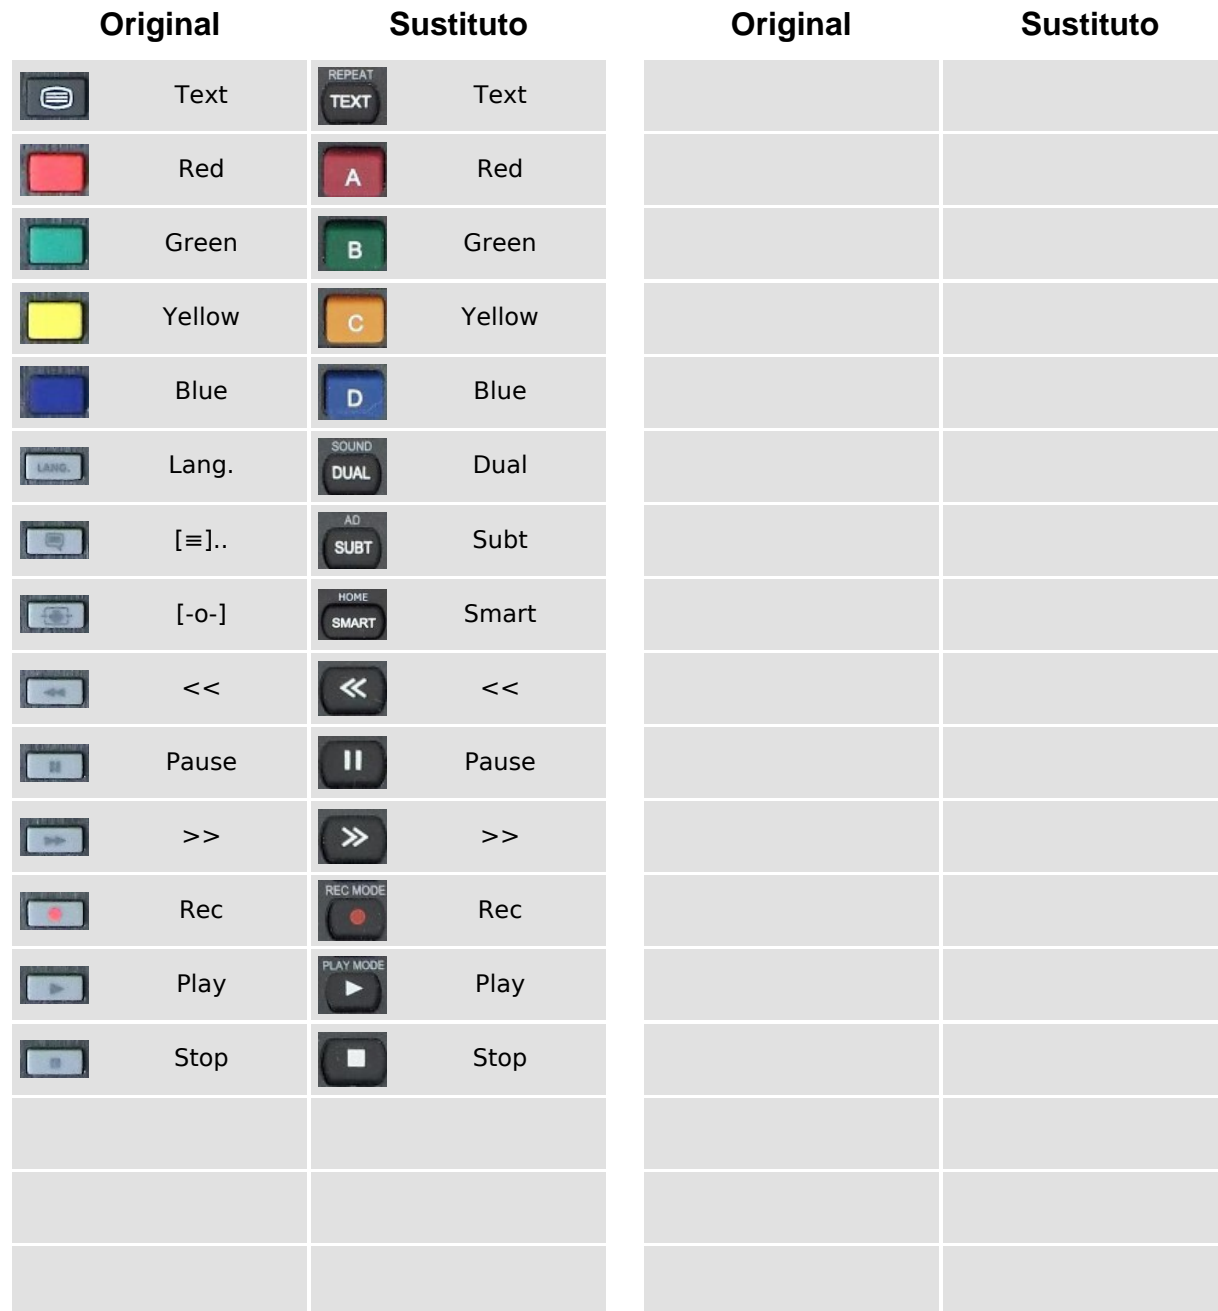 Original Sustituto Original Sustituto
Text REPEAT TEXT Text
Red A Red
Green B Green
Yellow C Yellow
Blue D Blue
LANG. Lang. SOUND DUAL Dual
[≡].. AD SUBT Subt
[-o-] HOME SMART Smart
<< <<
Pause Pause
>> >>
Rec REC MODE Rec
Play PLAY MODE Play
Stop Stop